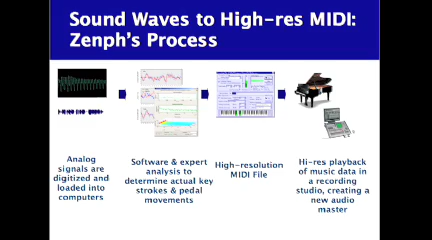 Sound Waves to High-res MIDI:
Zenph's Process
Analog
signals are
digitized and
loaded into
computers
Software & expert
analysis to
determine actual key
strokes & pedal
movements
High-resolution
MIDI File
Hi-res playback
of music data in
a recording
studio, creating a
new audio
master